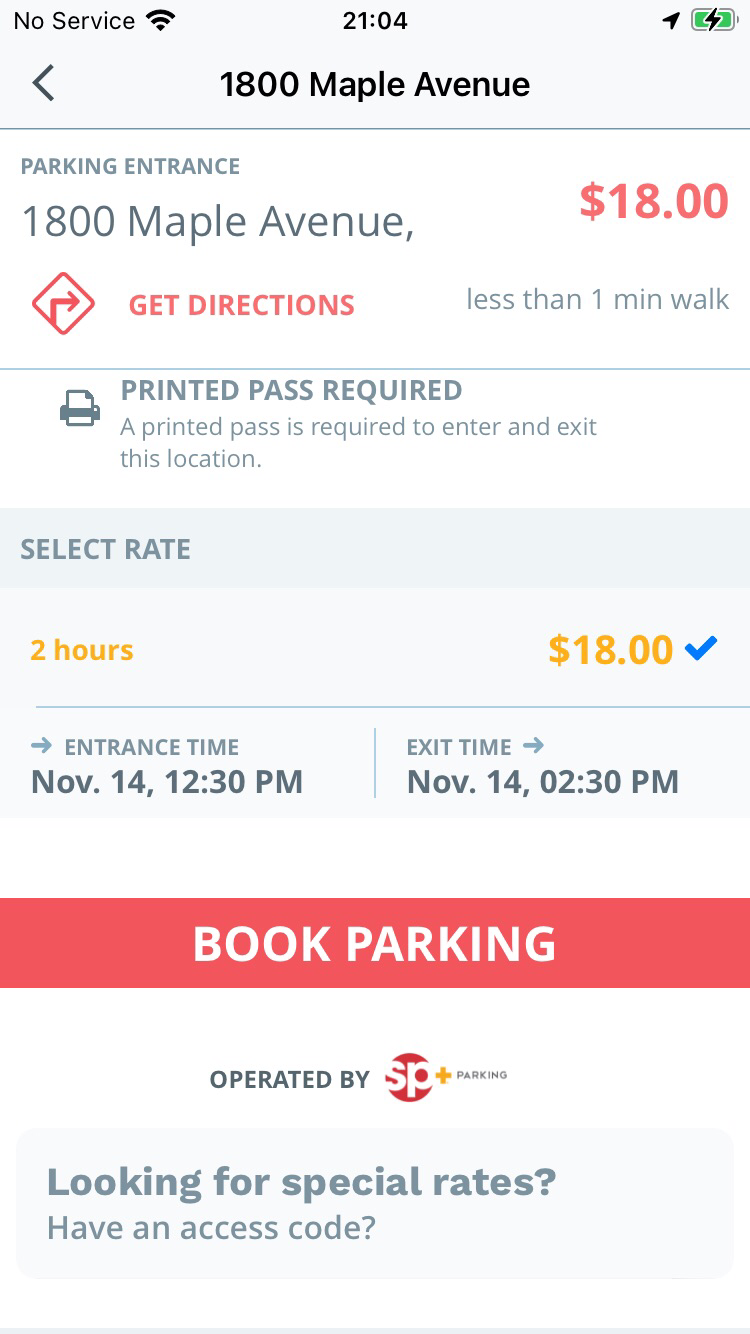 No Service
21:04
1800 Maple Avenue
PARKING ENTRANCE
1800 Maple Avenue,
$18.00
GET DIRECTIONS
less than 1 min walk
PRINTED PASS REQUIRED
A printed pass is required to enter and exit
this location.
SELECT RATE
2 hours
$18.00
ENTRANCE TIME
Nov. 14, 12:30 PM
EXIT TIME
Nov. 14, 02:30 PM
BOOK PARKING
OPERATED BY
sp+ PARKING
Looking for special rates?
Have an access code?